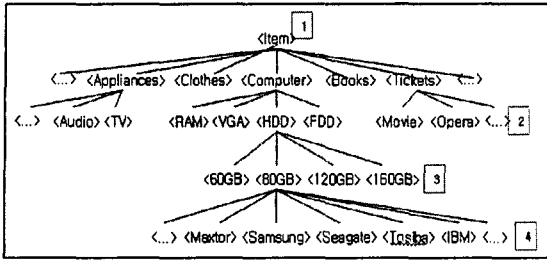 1
<Item>
<...> <Appliances> <Clothes> <Computer> <Books> <Tickets> <...>
<...> <Audio> <TV> <RAM> <VGA> <HDD> <FDD> <Movie> <Opera> <...> 2
<60GB> <80GB> <120GB> <160GB> 3
<...> <Maxtor> <Samsung> <Seagate> <Tosiba> <IBM> <...> 4